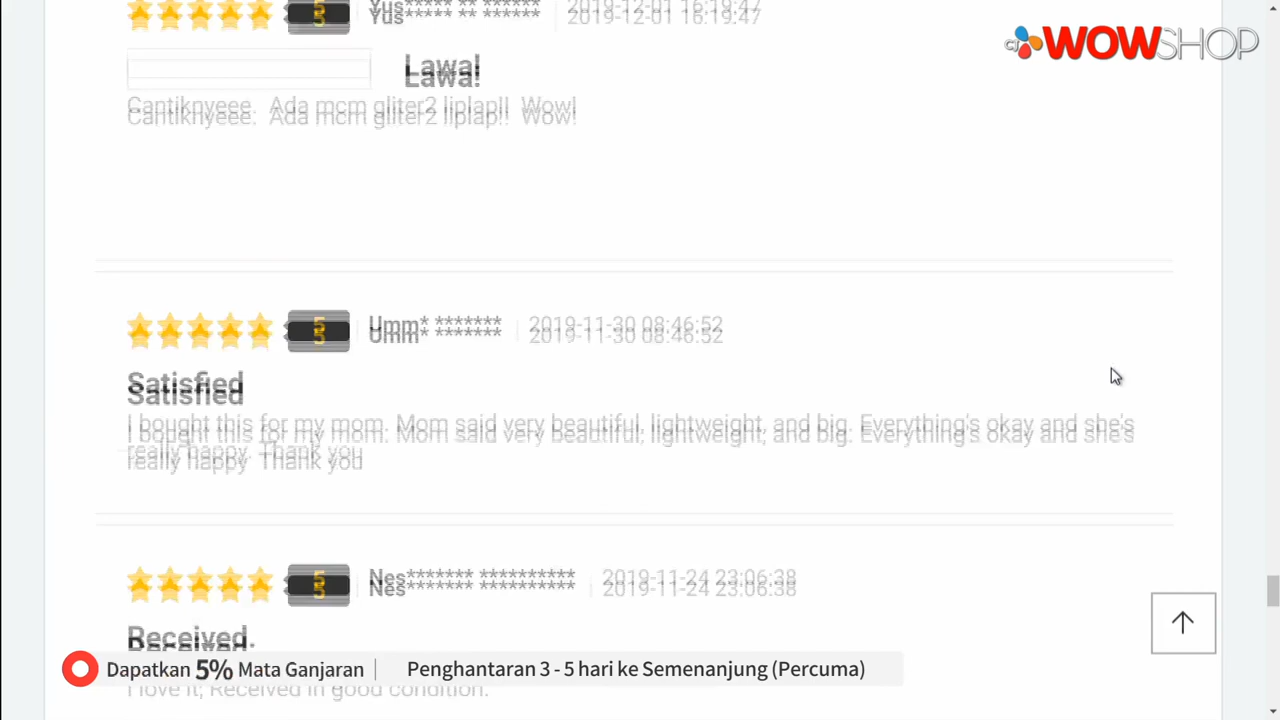 5 Yus***** ** ****** 2019-12-01 16:19:47
CJ WOWSHOP
Lawa!
Cantiknyeee. Ada mcm gliter2 liplap!! Wow!
5 Umm* ******* 2019-11-30 08:46:52
Satisfied
I bought this for my mom. Mom said very beautiful, lightweight, and big. Everything's okay and she's
really happy. Thank you
5 Nes******* ********** 2019-11-24 23:06:38
Received.
Dapatkan 5% Mata Ganjaran | Penghantaran 3 - 5 hari ke Semenanjung (Percuma)
I love it, Received in good condition.